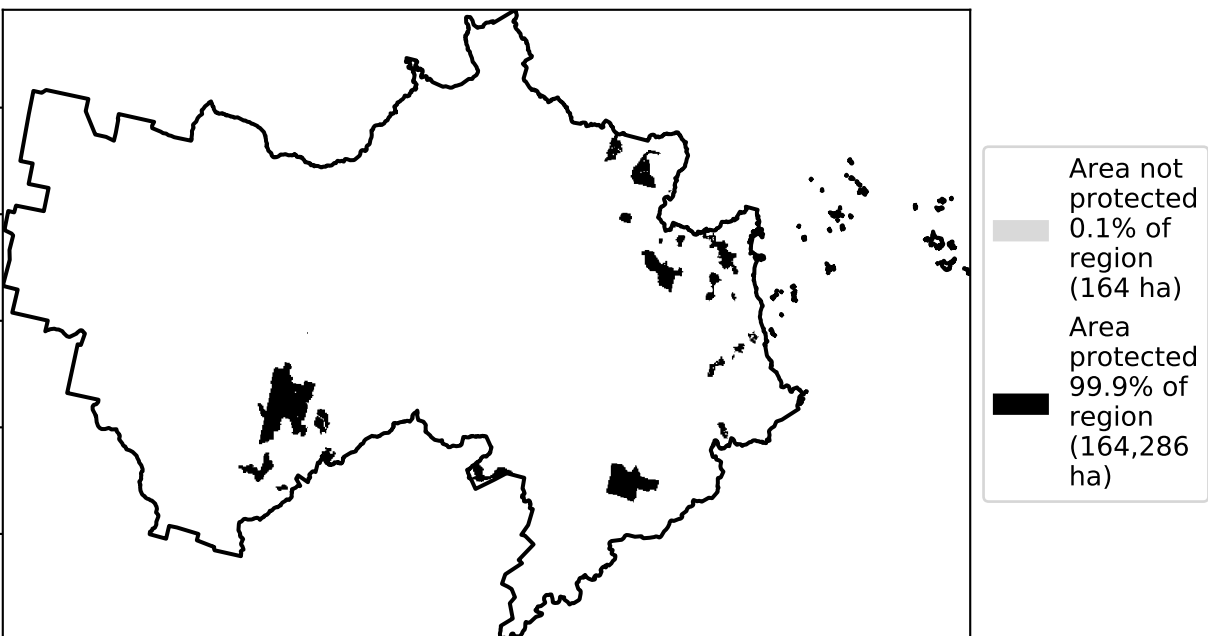 Area not
protected
0.1% of
region
(164 ha)
Area
protected
99.9% of
region
(164,286
ha)